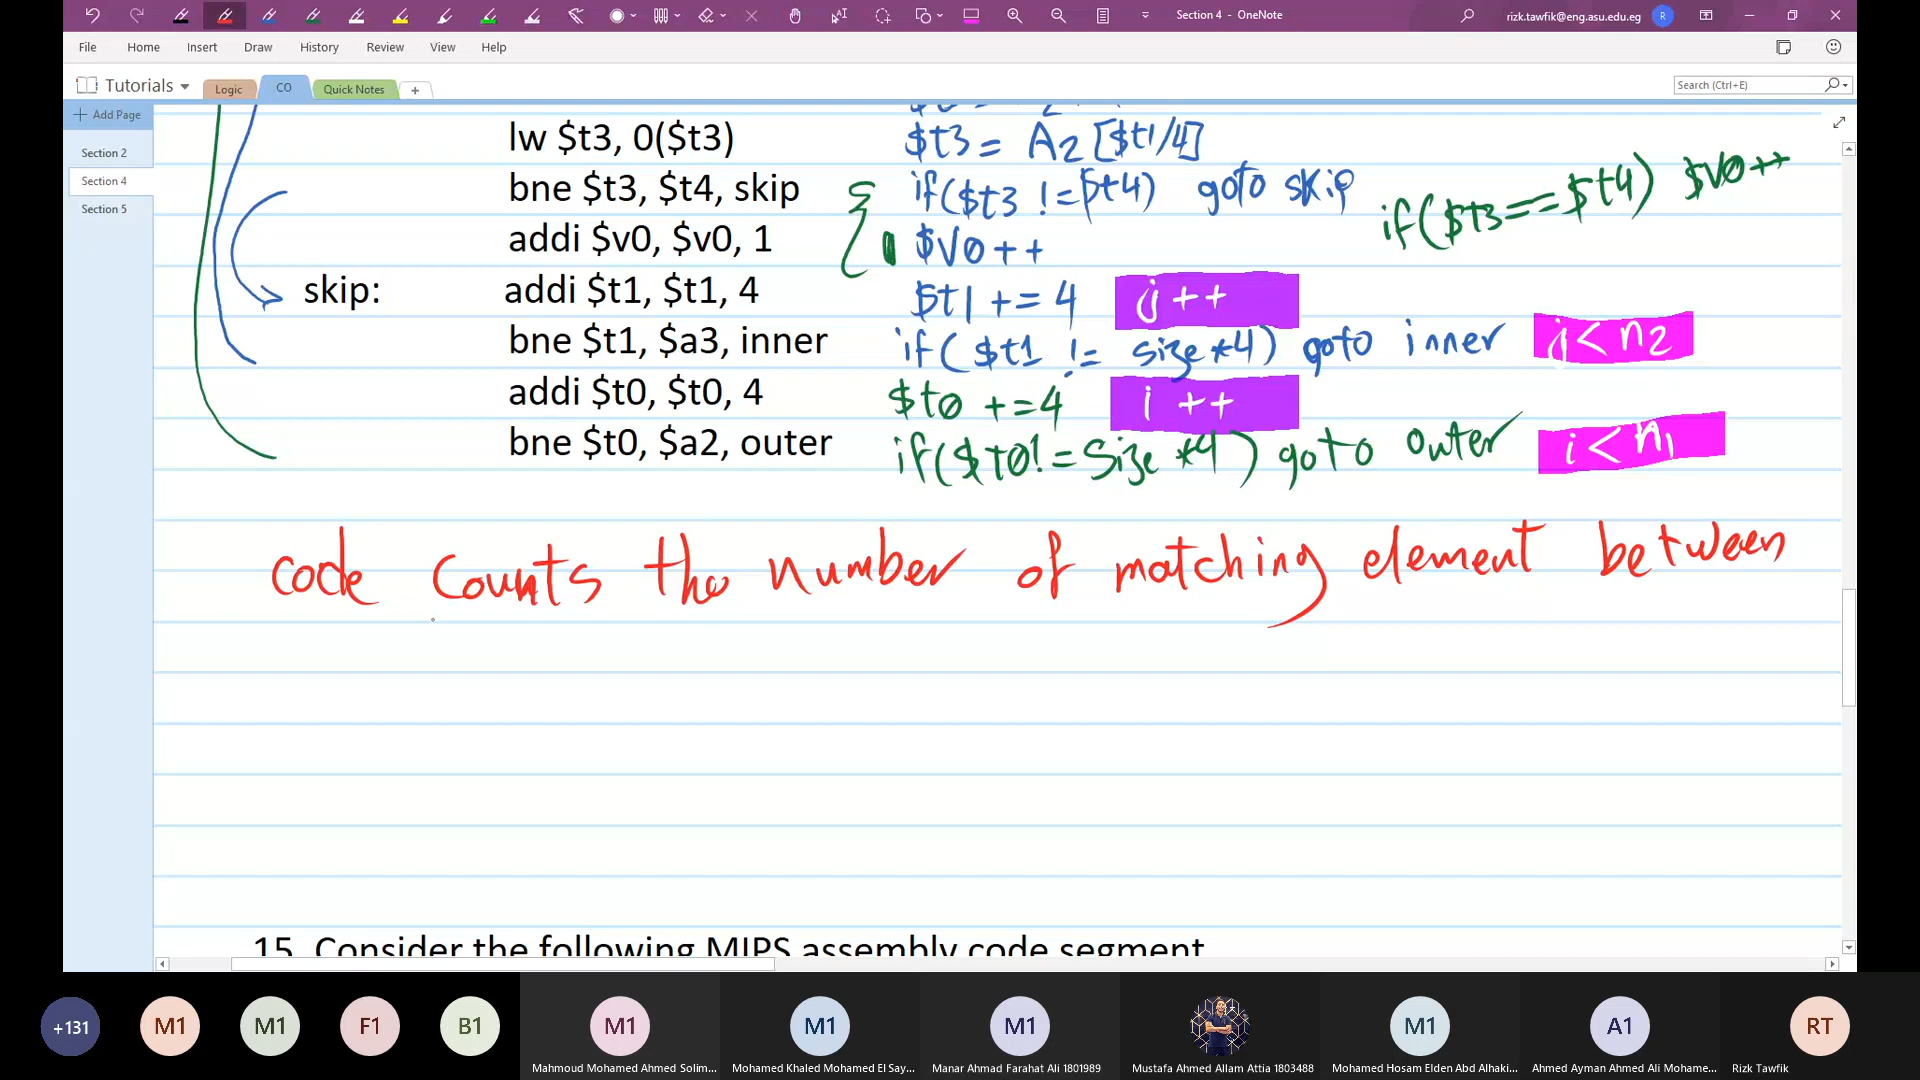 Section 4 - OneNote
rizk.tawfik@eng.asu.edu.eg
R
File Home Insert Draw History Review View Help
Tutorials Logic CO Quick Notes +
Search (Ctrl+E)
Add Page
Section 2
Section 4
Section 5
lw $t3, 0($t3) $t3 = A2 [$t1/4]
bne $t3, $t4, skip if($t3 != $t4) goto skip if($t3==$t4) $v0++
addi $v0, $v0, 1 $v0++
skip: addi $t1, $t1, 4 $t1 += 4 j++
bne $t1, $a3, inner if($t1 != size*4) goto inner j<n2
addi $t0, $t0, 4 $t0 +=4 i++
bne $t0, $a2, outer if($t0!=Size*4) goto outer i<n1
code counts the number of matching element between
15. Consider the following MIPS assembly code segment
+131 M1 M1 F1 B1 M1 M1 M1 M1 A1 RT
Mahmoud Mohamed Ahmed Solim... Mohamed Khaled Mohamed El Say... Manar Ahmad Farahat Ali 1801989 Mustafa Ahmed Allam Attia 1803488 Mohamed Hosam Elden Abd Alhaki... Ahmed Ayman Ahmed Ali Mohame... Rizk Tawfik